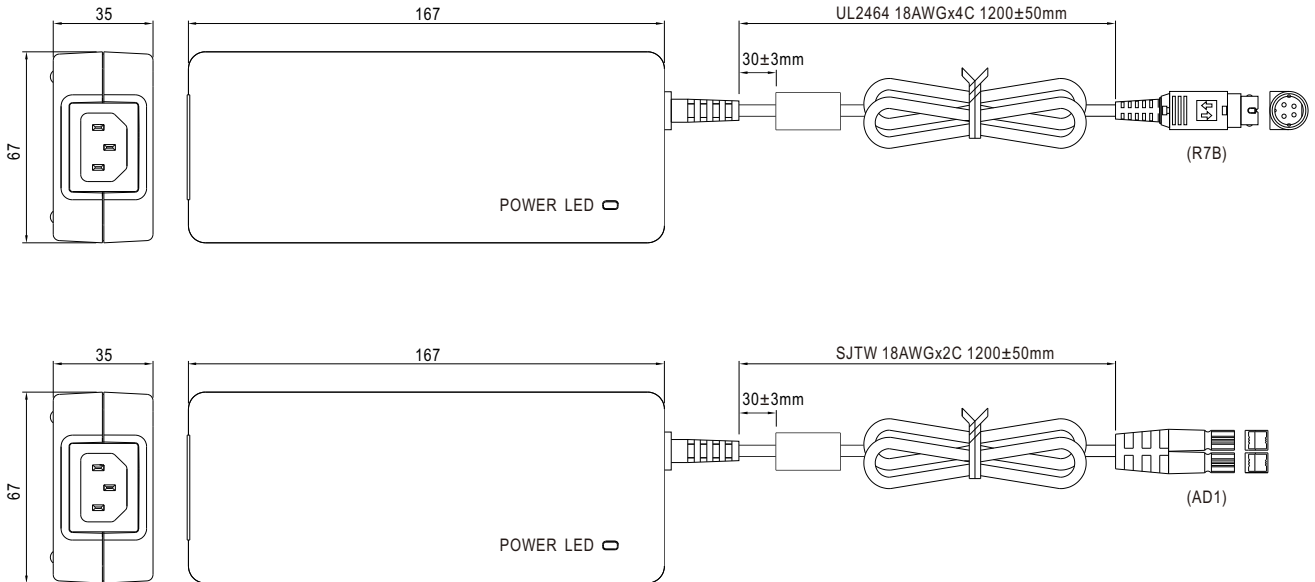 35
167
UL2464 18AWGx4C 1200±50mm
30±3mm
67
POWER LED
(R7B)
35
167
SJTW 18AWGx2C 1200±50mm
30±3mm
67
POWER LED
(AD1)